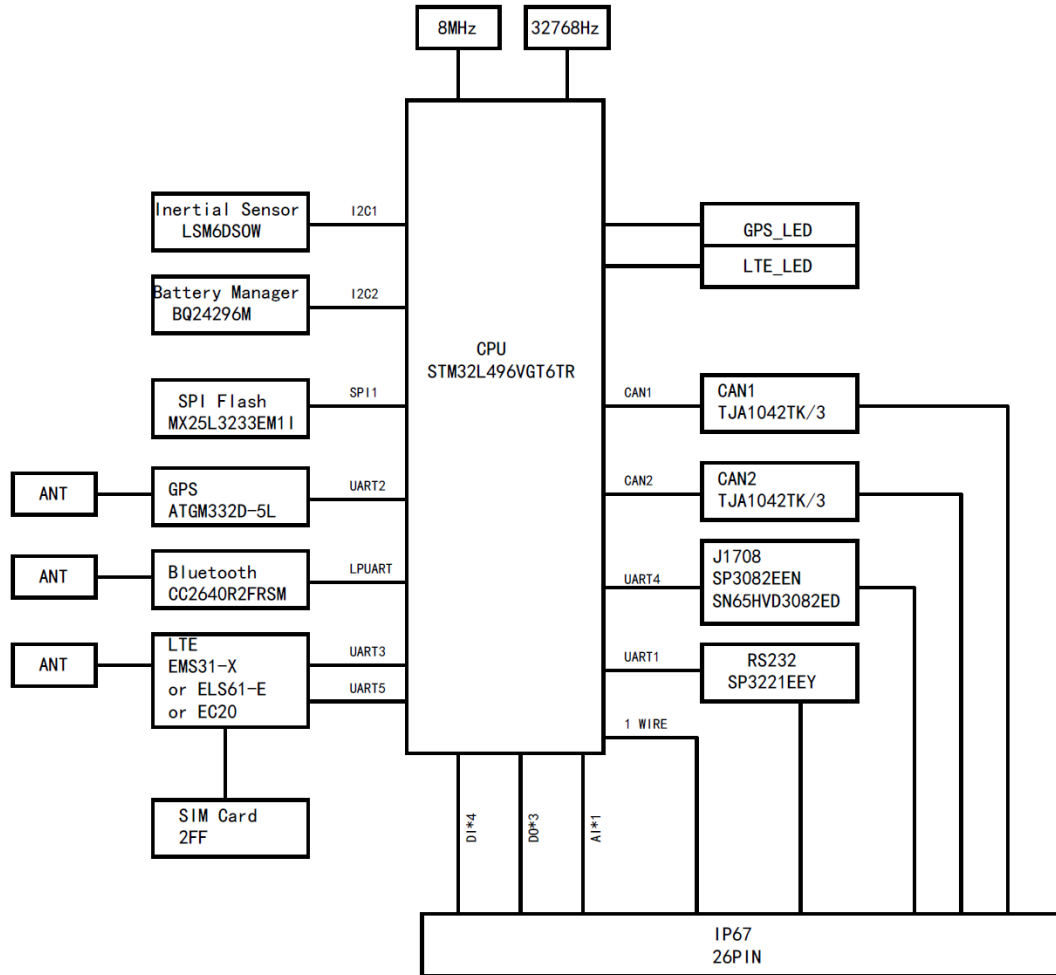 8MHz
32768Hz
Inertial Sensor
LSM6DSOW
I2C1
Battery Manager
BQ24296M
I2C2
SPI Flash
MX25L3233EM1I
SPI1
ANT
GPS
ATGM332D-5L
UART2
ANT
Bluetooth
CC2640R2FRSM
LPUART
ANT
LTE
EMS31-X
or ELS61-E
or EC20
UART3
UART5
SIM Card
2FF
CPU
STM32L496VGT6TR
GPS_LED
LTE_LED
CAN1
CAN1
TJA1042TK/3
CAN2
CAN2
TJA1042TK/3
UART4
J1708
SP3082EEN
SN65HVD3082ED
UART1
RS232
SP3221EEY
1 WIRE
DI*4
DO*3
AI*1
IP67
26PIN